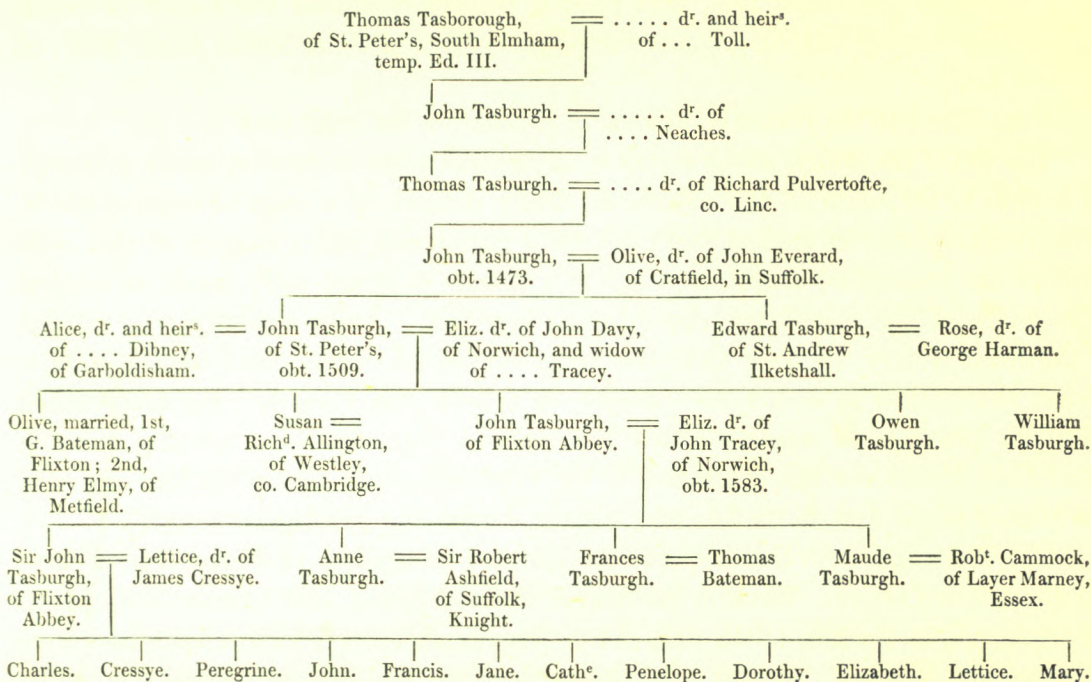 Thomas Tasborough, = ..... dr. and heirs.
of St. Peter's, South Elmham, of ... Toll.
temp. Ed. III.
John Tasburgh. = ..... dr. of
.... Neaches.
Thomas Tasburgh. = .... dr. of Richard Pulvertofte,
co. Linc.
John Tasburgh, = Olive, dr. of John Everard,
obt. 1473. of Cratfield, in Suffolk.
Alice, dr. and heirs. = John Tasburgh, = Eliz. dr. of John Davy, Edward Tasburgh, = Rose, dr. of
of .... Dibney, of St. Peter's, of Norwich, and widow of St. Andrew George Harman.
of Garboldisham. obt. 1509. of .... Tracey. Ilketshall.
Olive, married, 1st, Susan = John Tasburgh, = Eliz. dr. of Owen William
G. Bateman, of Richd. Allington, of Flixton Abbey. John Tracey, Tasburgh. Tasburgh.
Flixton; 2nd, of Westley, of Norwich,
Henry Elmy, of co. Cambridge. obt. 1583.
Metfield.
Sir John = Lettice, dr. of Anne = Sir Robert Frances = Thomas Maude = Robt. Cammock,
Tasburgh, James Cressye. Tasburgh. Ashfield, Tasburgh. Bateman. Tasburgh. of Layer Marney,
of Flixton of Suffolk, Essex.
Abbey. Knight.
Charles. Cressye. Peregrine. John. Francis. Jane. Cathe. Penelope. Dorothy. Elizabeth. Lettice. Mary.